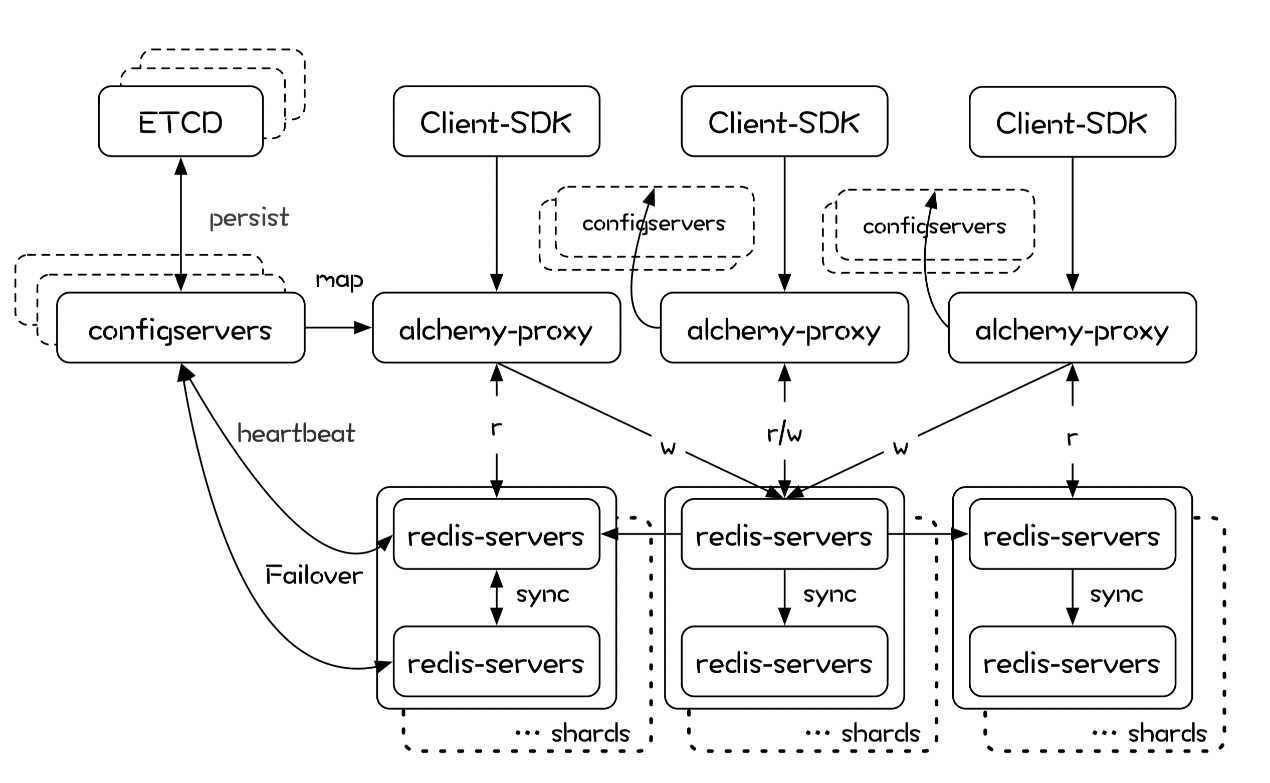 ETCD
Client-SDK
Client-SDK
Client-SDK
persist
configservers
configservers
map
configservers
alchemy-proxy
alchemy-proxy
alchemy-proxy
heartbeat
r
w
r/w
w
r
redis-servers
redis-servers
redis-servers
Failover
sync
sync
sync
redis-servers
redis-servers
redis-servers
... shards
... shards
... shards